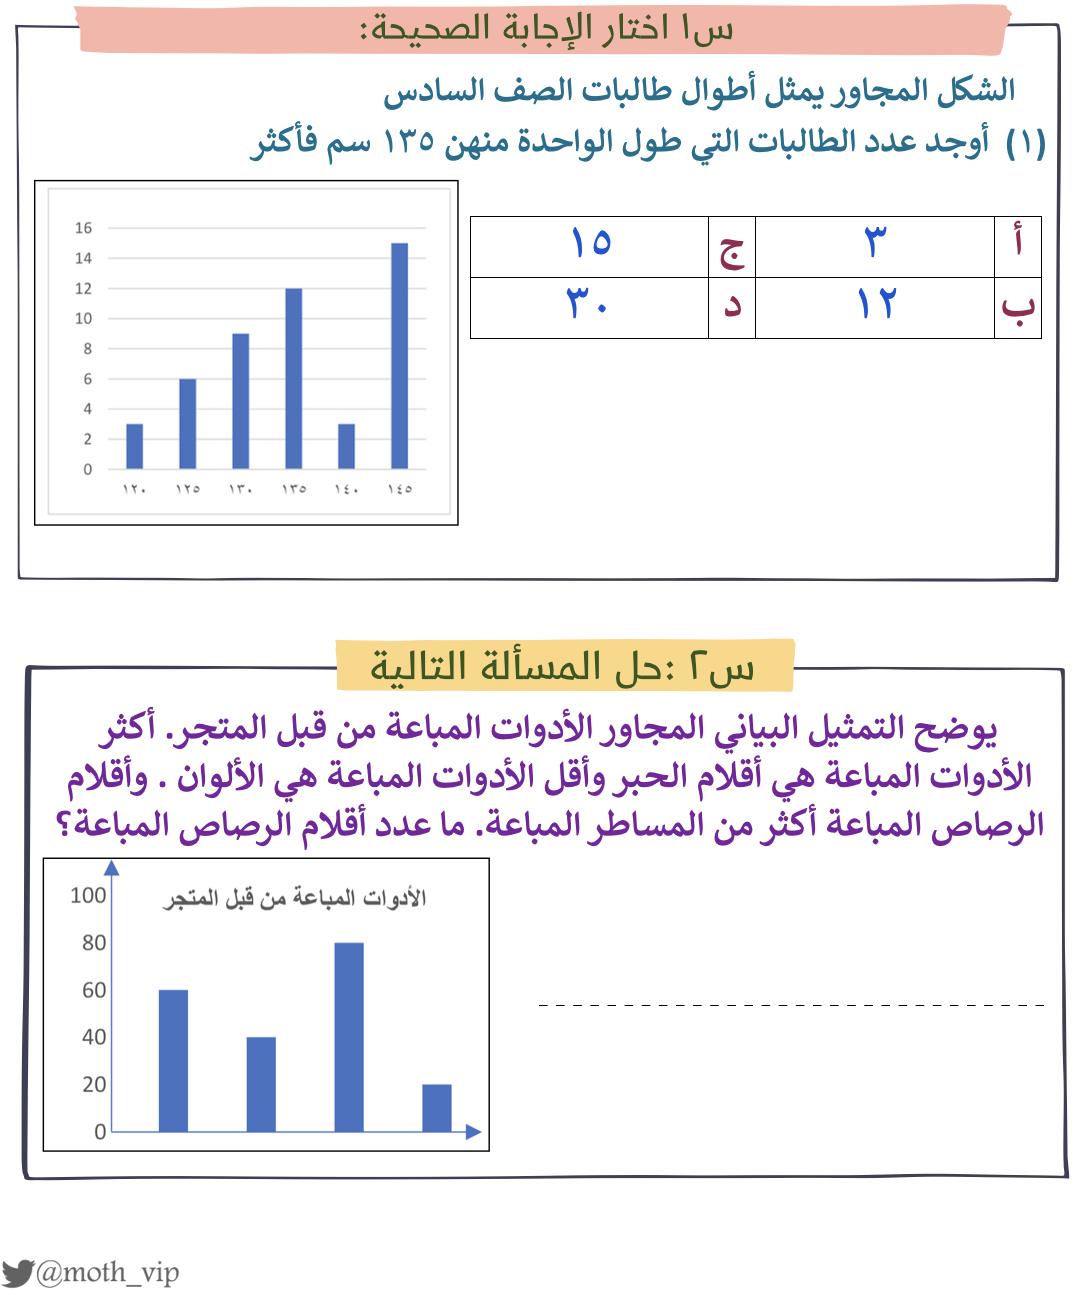 س١ اختار الإجابة الصحيحة:
الشكل المجاور يمثل أطوال طالبات الصف السادس
(١) أوجد عدد الطالبات التي طول الواحدة منهن ١٣٥ سم فأكثر
أ ٣ ج ١٥
ب ١٢ د ٣٠
16
14
12
10
8
6
4
2
0
١٢٠ ١٢٥ ١٣٠ ١٣٥ ١٤٠ ١٤٥
س٢ :حل المسألة التالية
يوضح التمثيل البياني المجاور الأدوات المباعة من قبل المتجر. أكثر
الأدوات المباعة هي أقلام الحبر وأقل الأدوات المباعة هي الألوان . وأقلام
الرصاص المباعة أكثر من المساطر المباعة. ما عدد أقلام الرصاص المباعة؟
الأدوات المباعة من قبل المتجر
100
80
60
40
20
0
@moth_vip